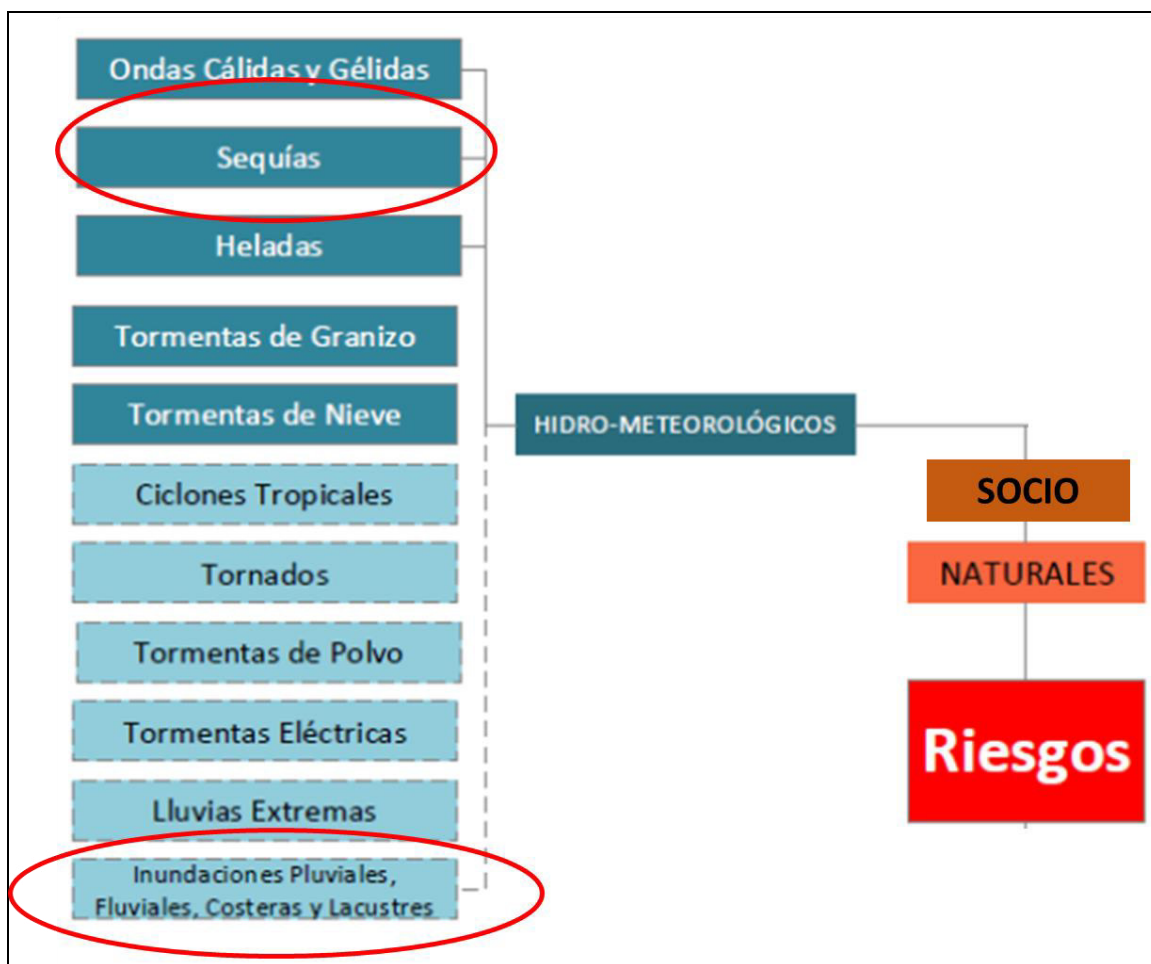 Ondas Cálidas y Gélidas
Sequías
Heladas
Tormentas de Granizo
Tormentas de Nieve
Ciclones Tropicales
Tornados
Tormentas de Polvo
Tormentas Eléctricas
Lluvias Extremas
Inundaciones Pluviales,
Fluviales, Costeras y Lacustres
HIDRO-METEOROLÓGICOS
SOCIO
NATURALES
Riesgos